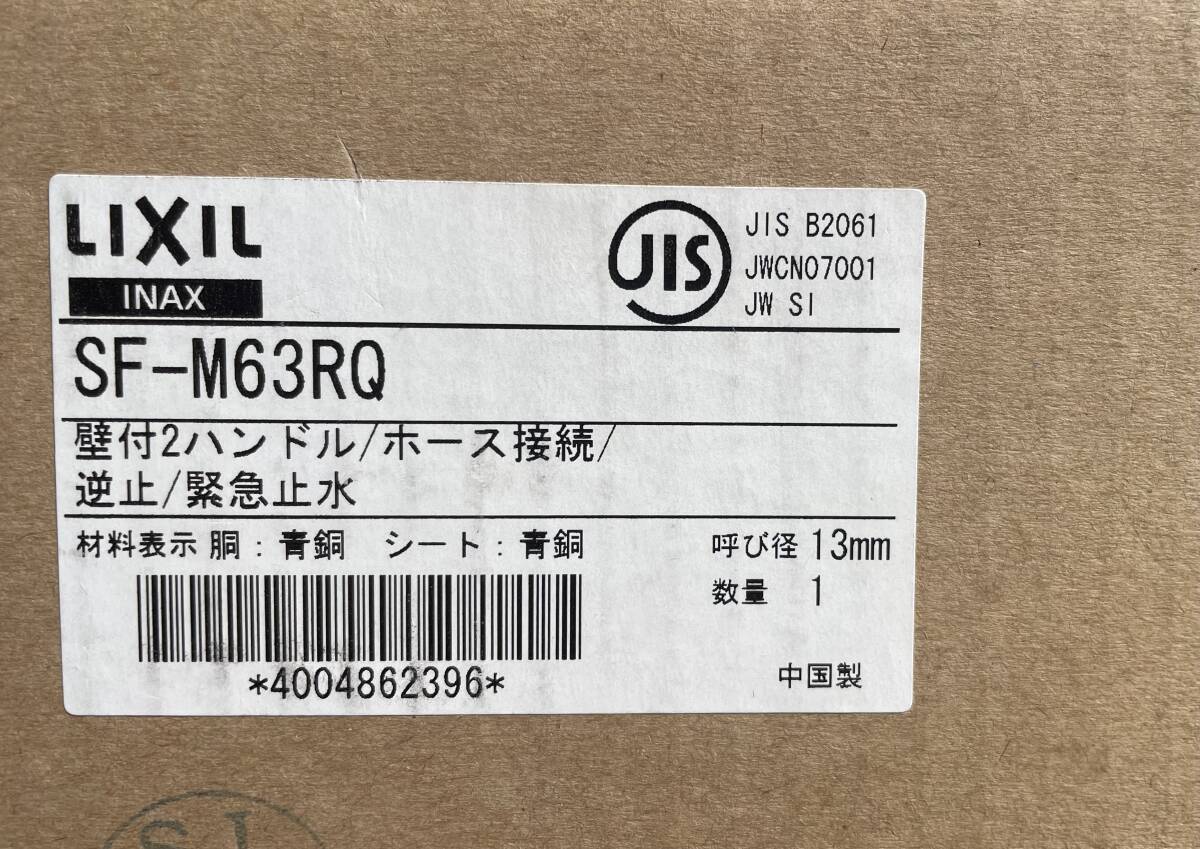 LIXIL
INAX
JIS
JIS B2061
JWCN07001
JW SI
SF-M63RQ
壁付2ハンドル/ホース接続/
逆止/緊急止水
材料表示 胴：青銅 シート：青銅
呼び径 13mm
数量 1
*4004862396*
中国製